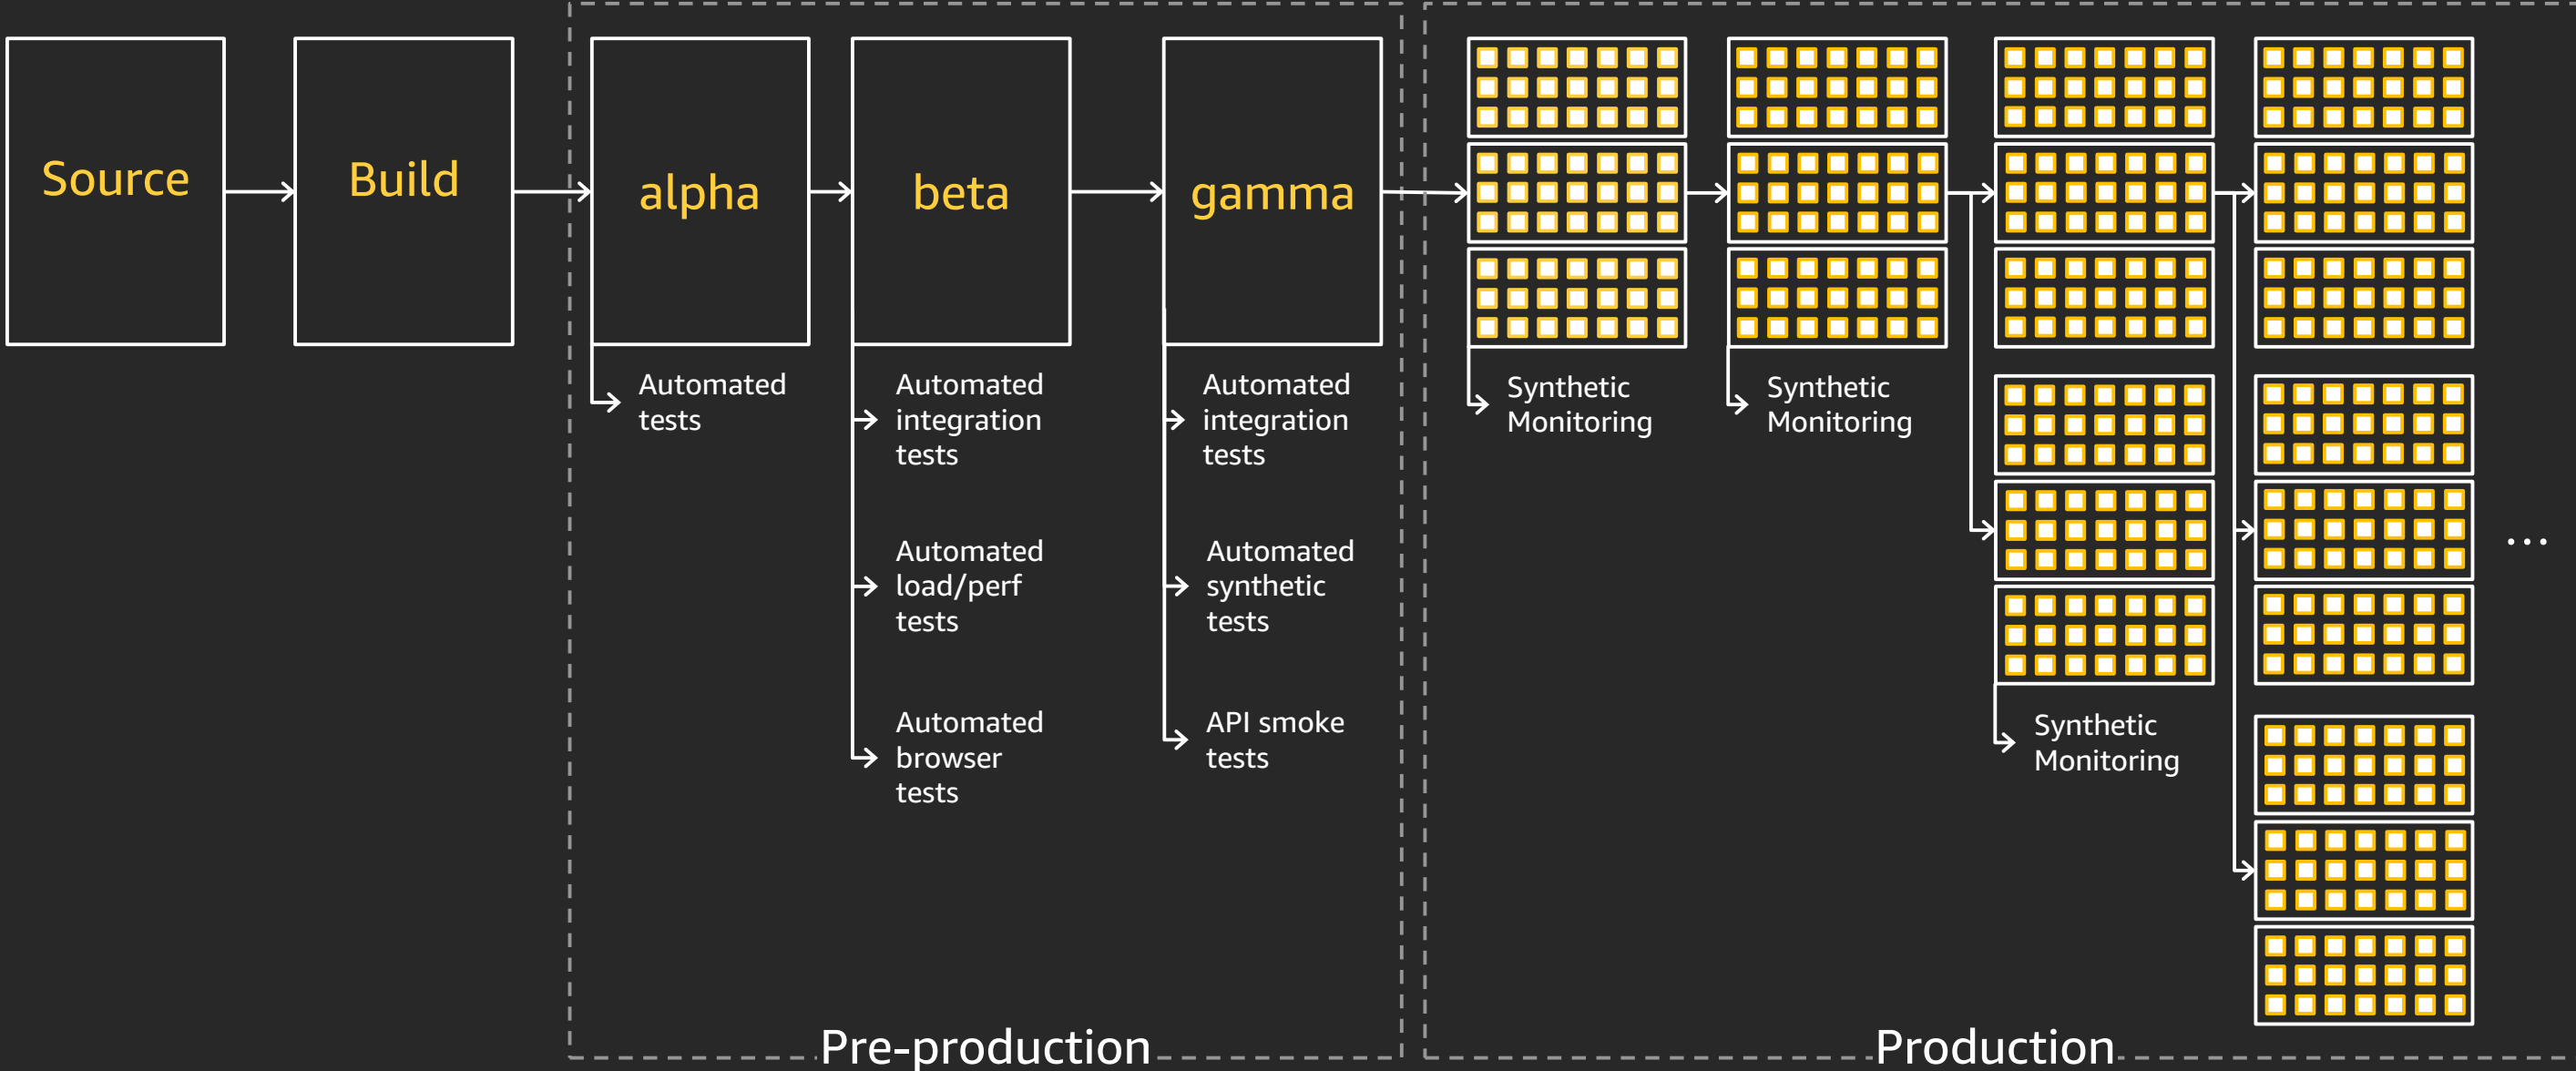 Source
Build
alpha
beta
gamma
Automated
tests
Automated
integration
tests
Automated
load/perf
tests
Automated
browser
tests
Automated
integration
tests
Automated
synthetic
tests
API smoke
tests
Synthetic
Monitoring
Synthetic
Monitoring
Synthetic
Monitoring
...
Pre-production
Production